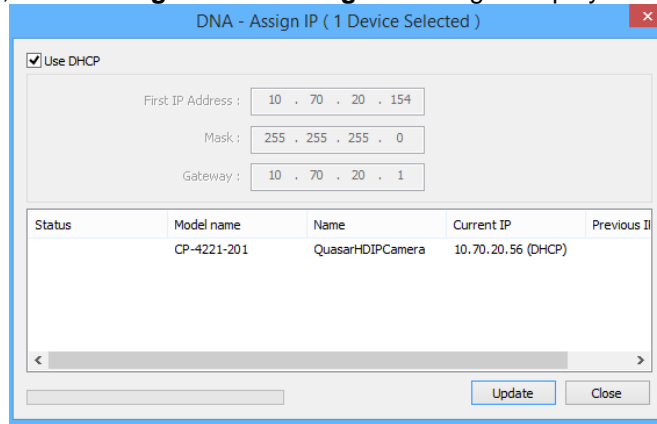 DNA - Assign IP ( 1 Device Selected )
Use DHCP
First IP Address : 10 . 70 . 20 . 154
Mask : 255 . 255 . 255 . 0
Gateway : 10 . 70 . 20 . 1
Status Model name Name Current IP Previous
CP-4221-201 QuasarHDIPCamera 10.70.20.56 (DHCP)
Update Close